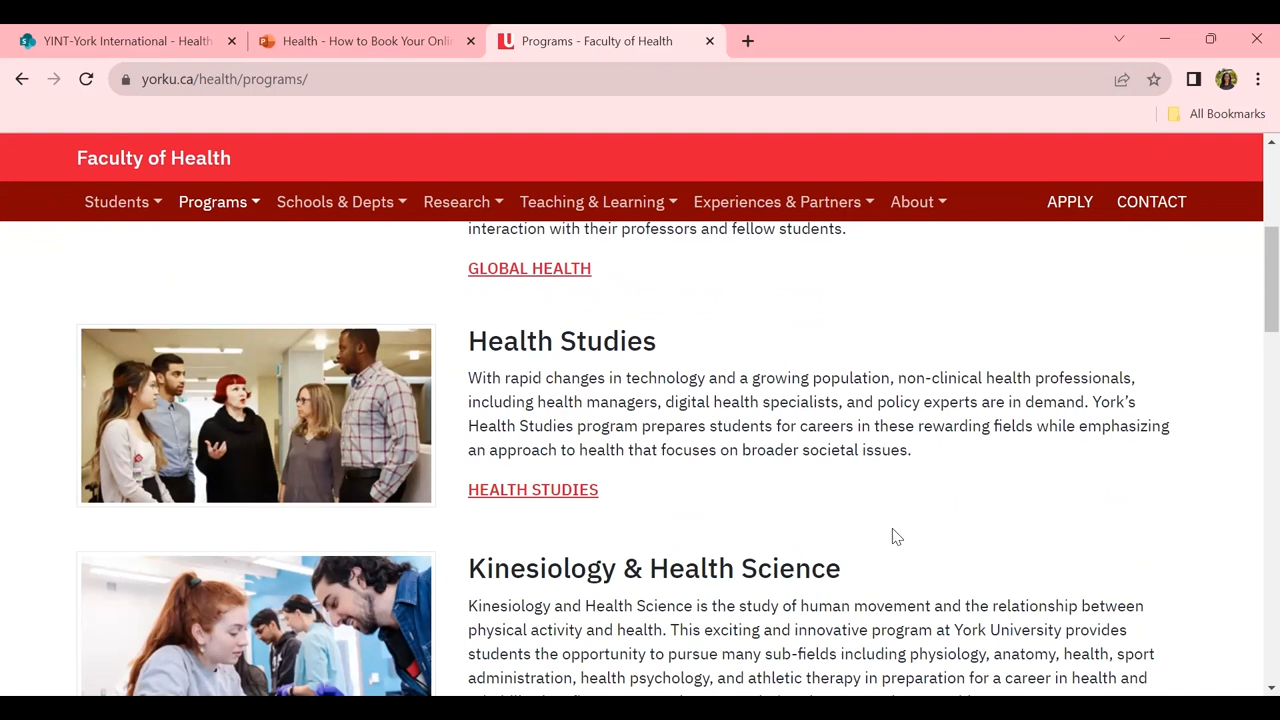 YINT-York International - Health
Health - How to Book Your Onli
Programs - Faculty of Health
yorku.ca/health/programs/
All Bookmarks
Faculty of Health
Students Programs Schools & Depts Research Teaching & Learning Experiences & Partners About APPLY CONTACT
interaction with their professors and fellow students.
GLOBAL HEALTH
Health Studies
With rapid changes in technology and a growing population, non-clinical health professionals,
including health managers, digital health specialists, and policy experts are in demand. York’s
Health Studies program prepares students for careers in these rewarding fields while emphasizing
an approach to health that focuses on broader societal issues.
HEALTH STUDIES
Kinesiology & Health Science
Kinesiology and Health Science is the study of human movement and the relationship between
physical activity and health. This exciting and innovative program at York University provides
students the opportunity to pursue many sub-fields including physiology, anatomy, health, sport
administration, health psychology, and athletic therapy in preparation for a career in health and